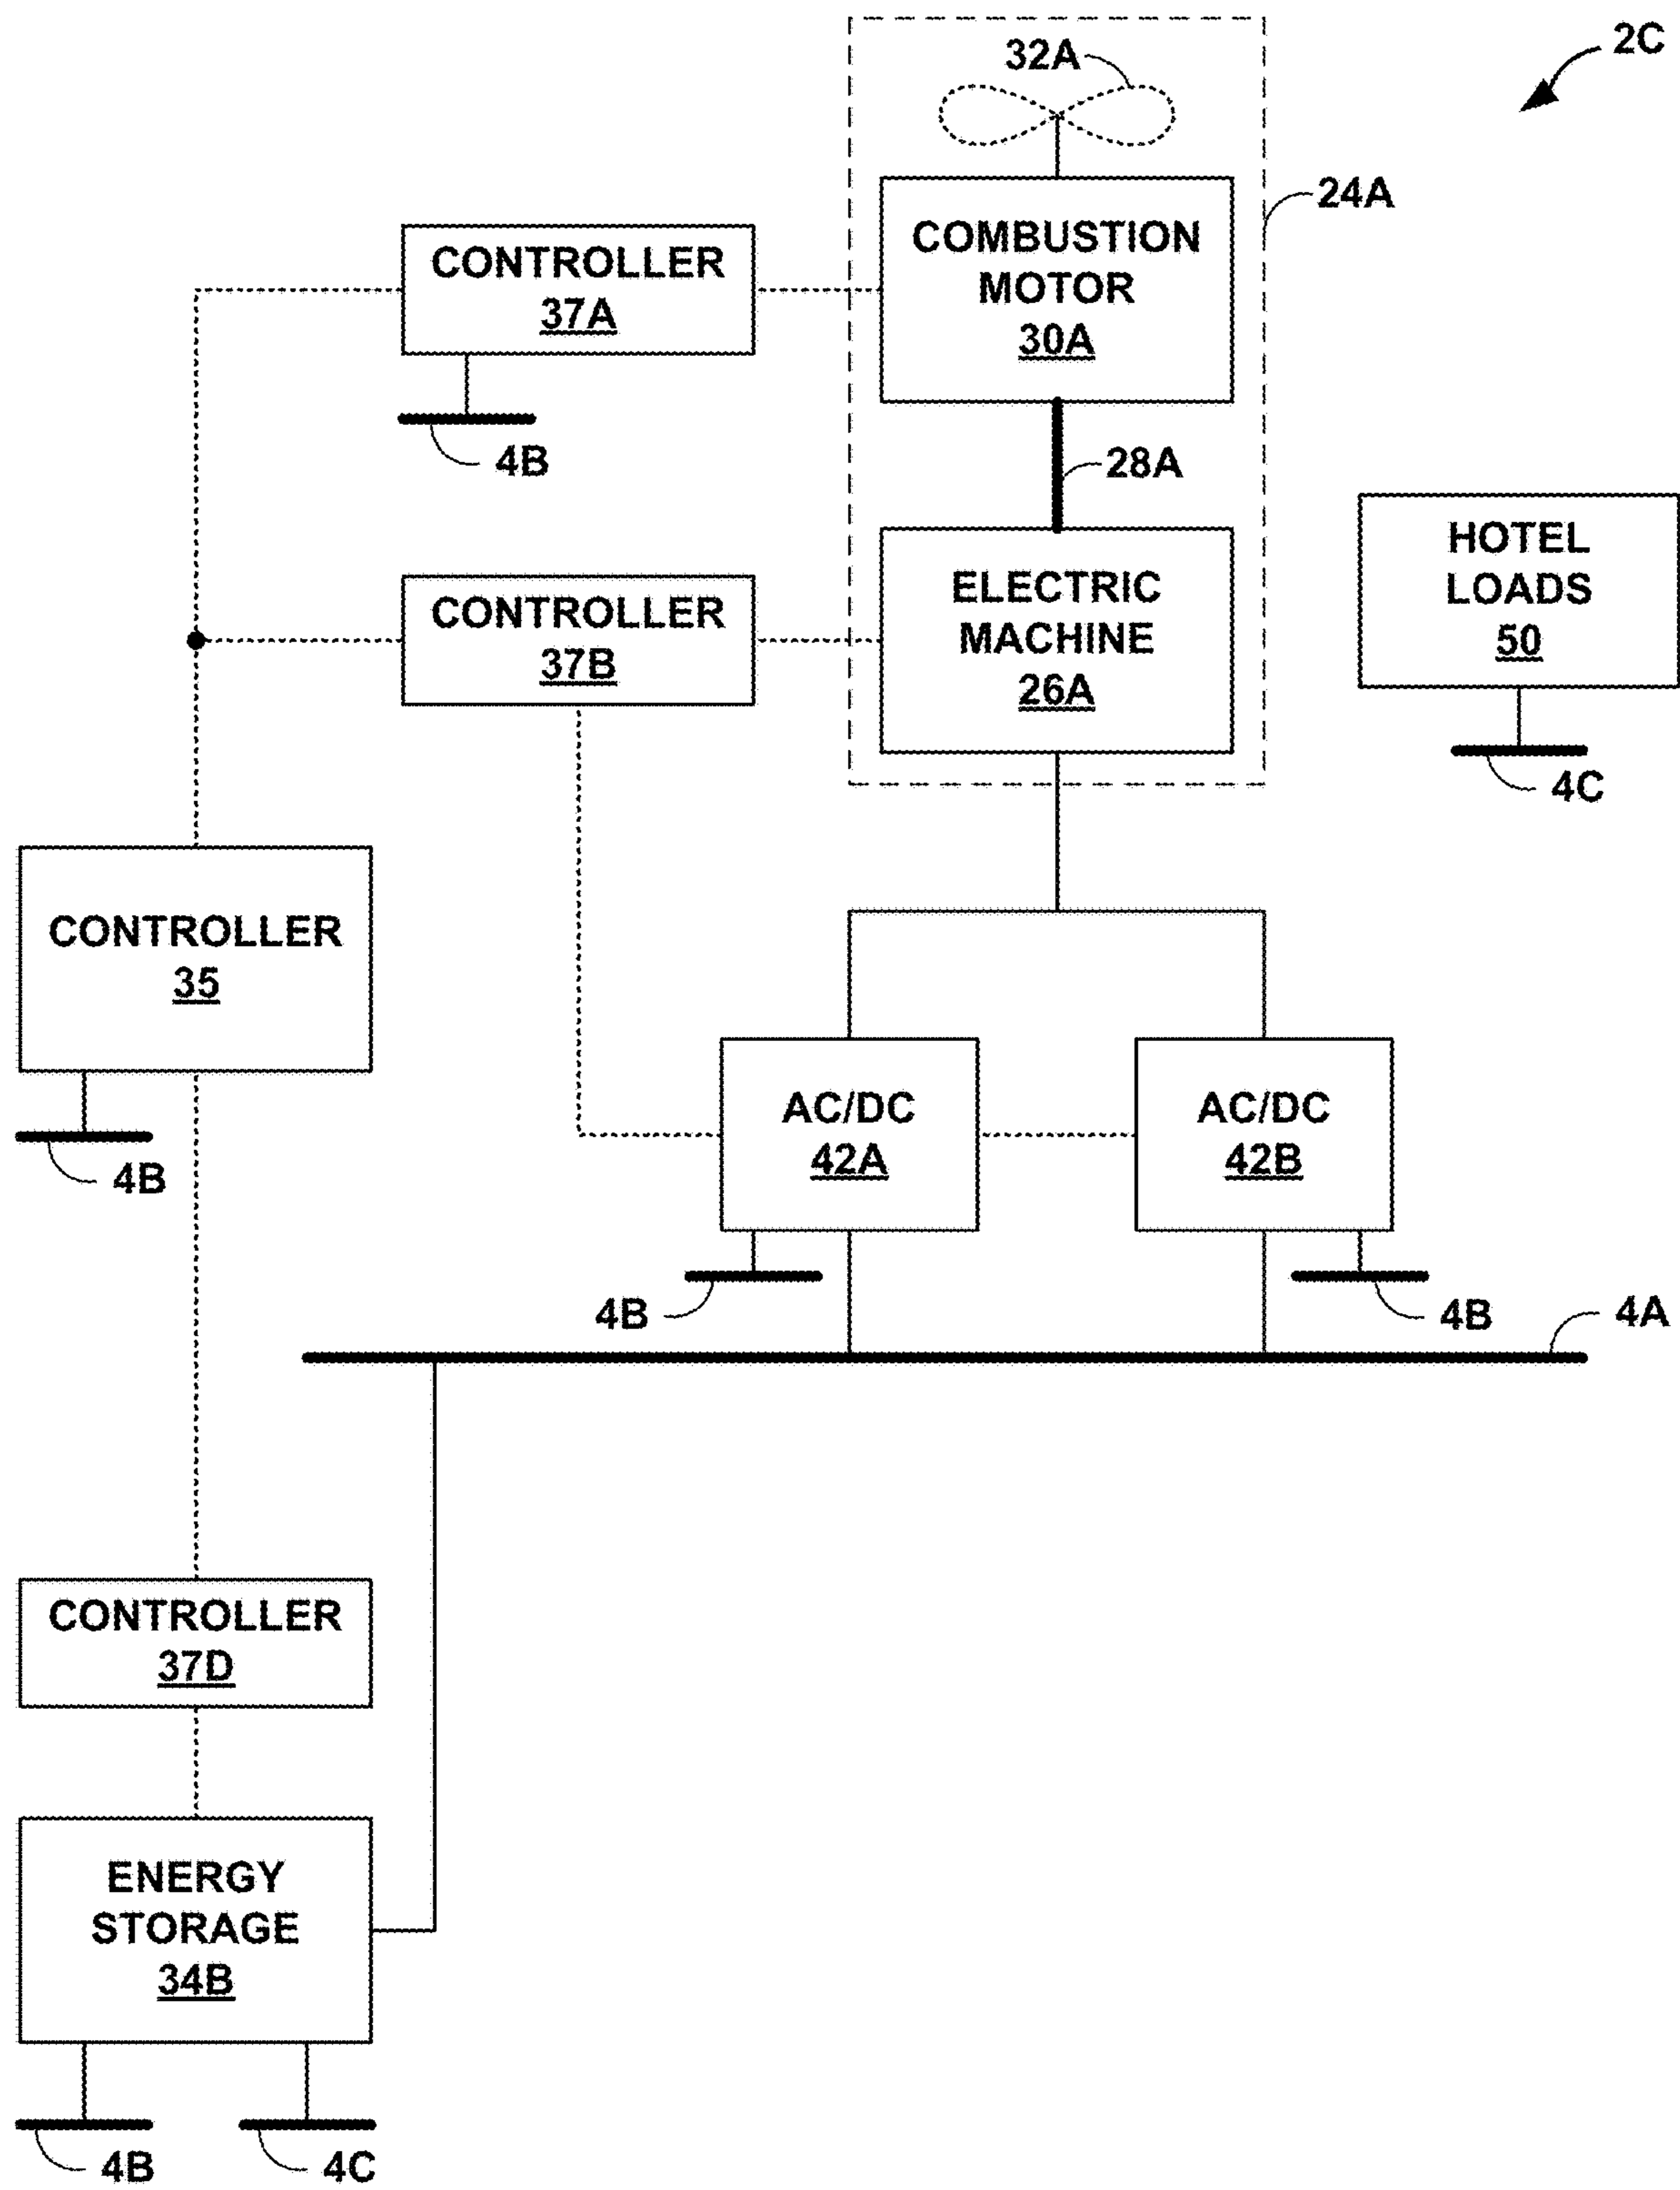 2C
32A
24A
COMBUSTION
MOTOR
30A
CONTROLLER
37A
4B
28A
HOTEL
LOADS
50
4C
ELECTRIC
MACHINE
26A
CONTROLLER
37B
CONTROLLER
35
4B
AC/DC
42A
AC/DC
42B
4B
4B
4A
CONTROLLER
37D
ENERGY
STORAGE
34B
4B
4C